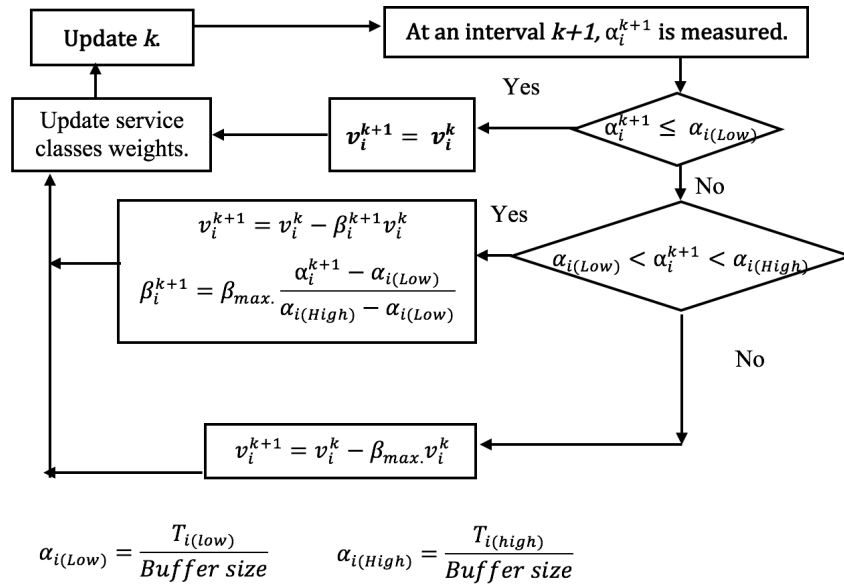 Update k.
At an interval k+1, α_i^{k+1} is measured.
Yes
Update service
classes weights.
v_i^{k+1} = v_i^k
α_i^{k+1} ≤ α_{i(Low)}
No
Yes
v_i^{k+1} = v_i^k − β_i^{k+1} v_i^k
β_i^{k+1} = β_{max.} \frac{α_i^{k+1} − α_{i(Low)}}{α_{i(High)} − α_{i(Low)}}
α_{i(Low)} < α_i^{k+1} < α_{i(High)}
No
v_i^{k+1} = v_i^k − β_{max.} v_i^k
α_{i(Low)} = \frac{T_{i(low)}}{Buffer size} α_{i(High)} = \frac{T_{i(high)}}{Buffer size}